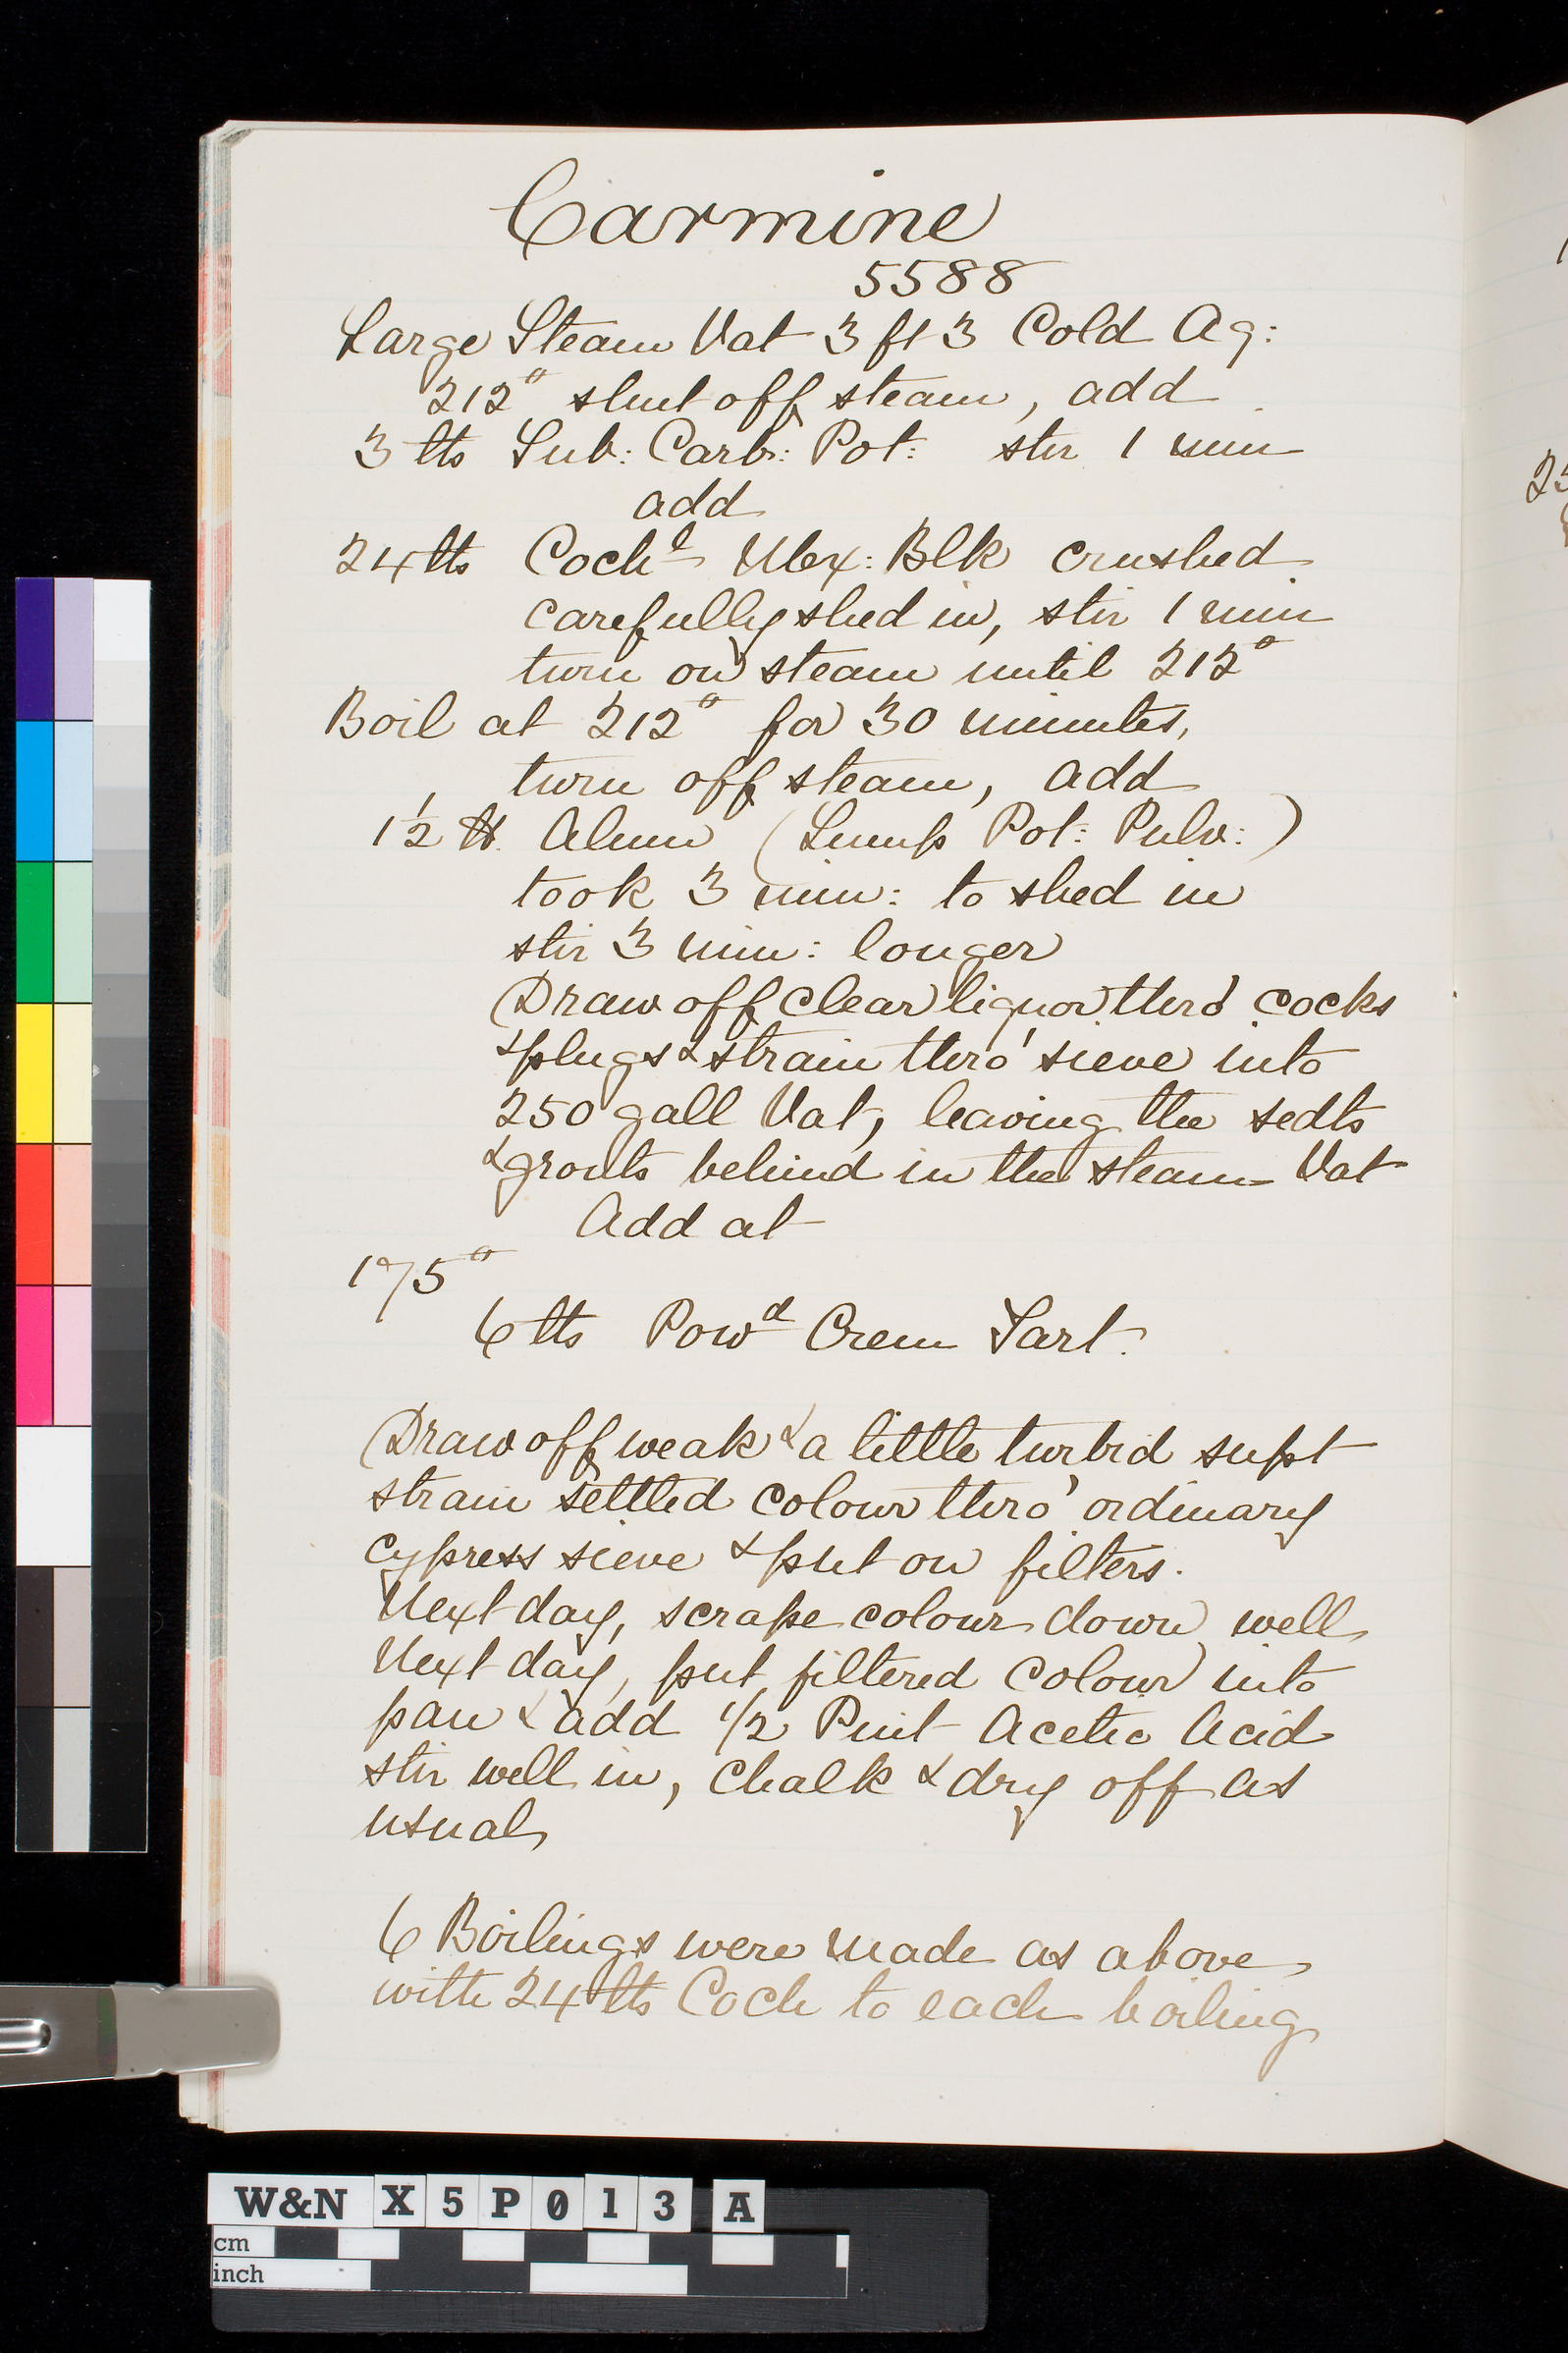 Carmine
5588
Large Steam Vat 3 ft 3 Cold Aq:
212° shut off steam, add
3 lbs Sub: Carb: Pot: stir 1 min
add
24 lbs Cochl Mex: Blk crushed
carefully shed in, stir 1 min
turn on steam until 212°
Boil at 212° for 30 minutes,
turn off steam, add
1½ lb. Alum (Lump Pot: Pulv:)
took 3 min: to shed in
stir 3 min: longer
Draw off clear liquor thro' cocks
& plugs & strain thro' sieve into
250 gall Vat, leaving the sedts
& grouts behind in the steam Vat
Add at
175°
6 lbs Powd Crem Tart.
Draw off weak & a little turbid supt
strain settled colour thro' ordinary
cypress sieve & put on filters.
Next day, scrape colour down well
Next day, put filtered colour into
pan & add 1/2 Pint Acetic Acid
stir well in, chalk & dry off as
usual
6 Boilings were made as above,
with 24 lbs Coch to each boiling
W&N X5P013 A
cm
inch
25